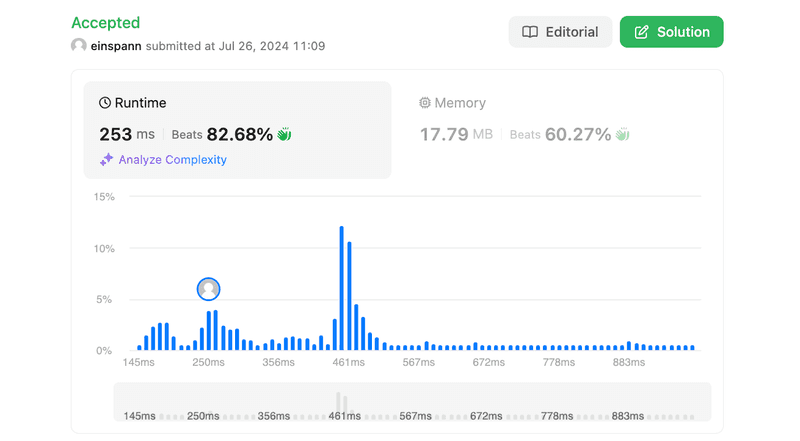 Accepted
einspann submitted at Jul 26, 2024 11:09
Editorial
Solution
Runtime
253 ms Beats 82.68%
Analyze Complexity
Memory
17.79 MB Beats 60.27%
15%
10%
5%
0%
145ms 250ms 356ms 461ms 567ms 672ms 778ms 883ms
145ms 250ms 356ms 461ms 567ms 672ms 778ms 883ms